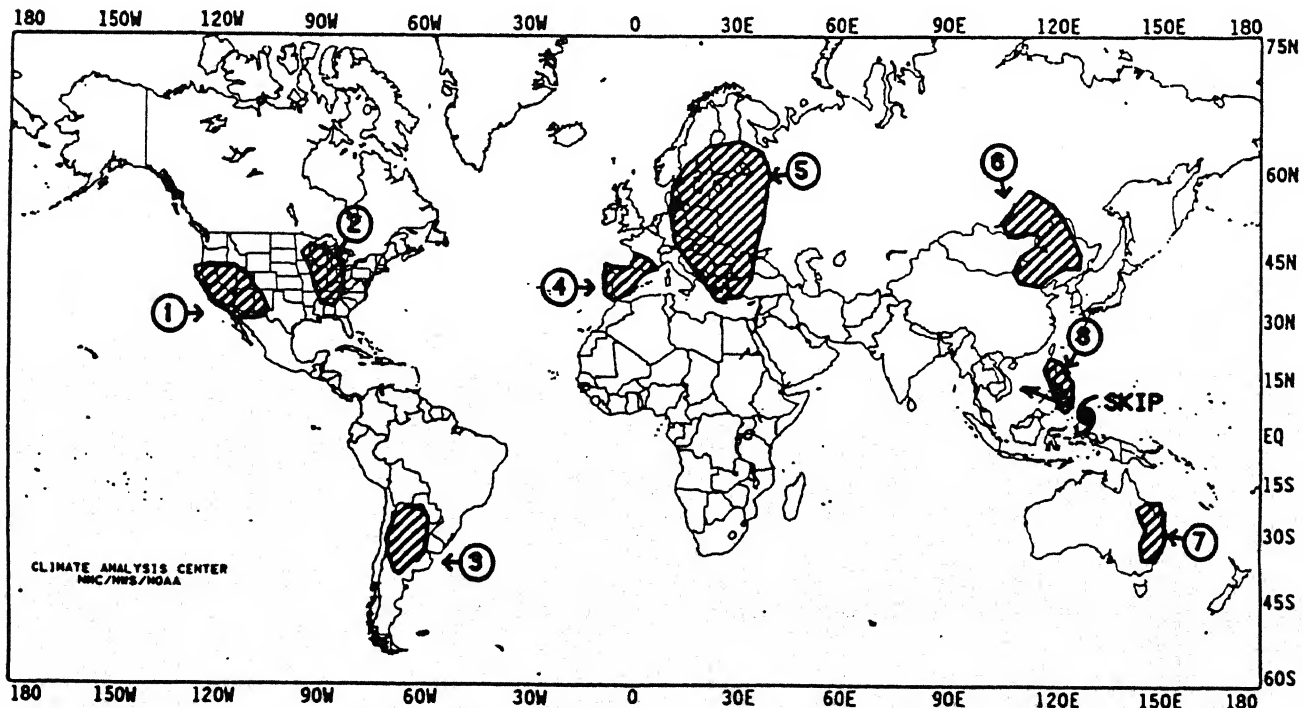 180 150W 120W 90W 60W 30W 0 30E 60E 90E 120E 150E 180
75N
60N
45N
30N
15N
EQ
15S
30S
45S
60S
2
5
6
4
1
8
SKIP
7
3
CLIMATE ANALYSIS CENTER
NMC/NWS/NOAA
180 150W 120W 90W 60W 30W 0 30E 60E 90E 120E 150E 180